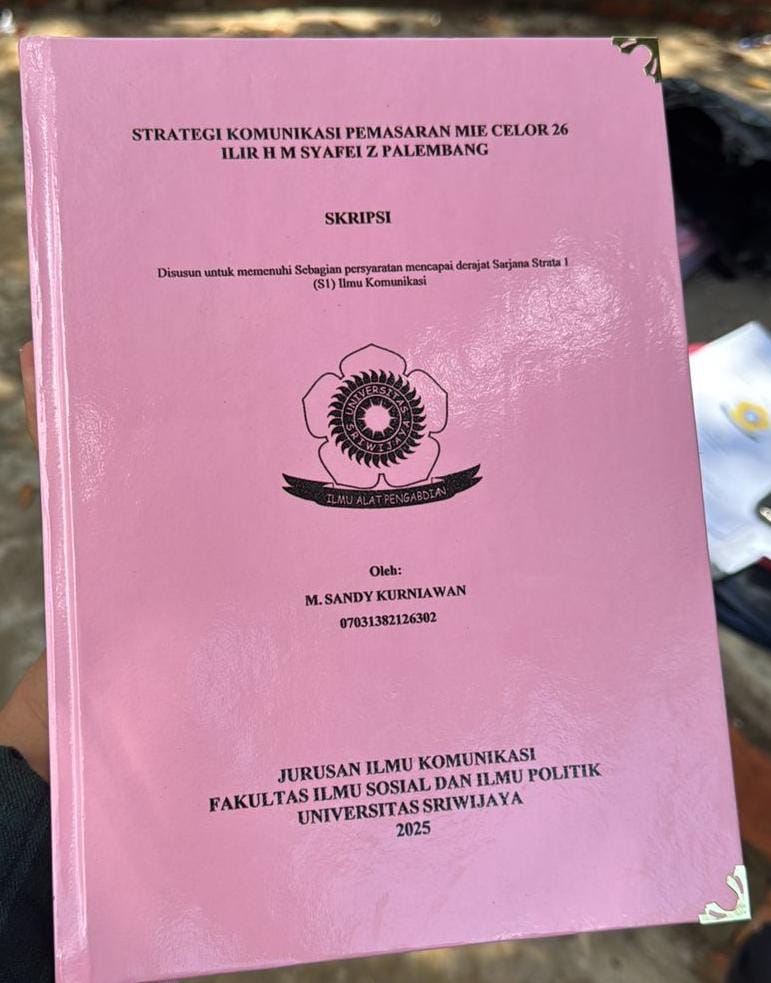 STRATEGI KOMUNIKASI PEMASARAN MIE CELOR 26
ILIR H M SYAFEI Z PALEMBANG
SKRIPSI
Disusun untuk memenuhi Sebagian persyaratan mencapai derajat Sarjana Strata 1
(S1) Ilmu Komunikasi
UNIVERSITAS
SRIWIJAYA
ILMU ALAT PENGABDIAN
Oleh:
M. SANDY KURNIAWAN
07031382126302
JURUSAN ILMU KOMUNIKASI
FAKULTAS ILMU SOSIAL DAN ILMU POLITIK
UNIVERSITAS SRIWIJAYA
2025